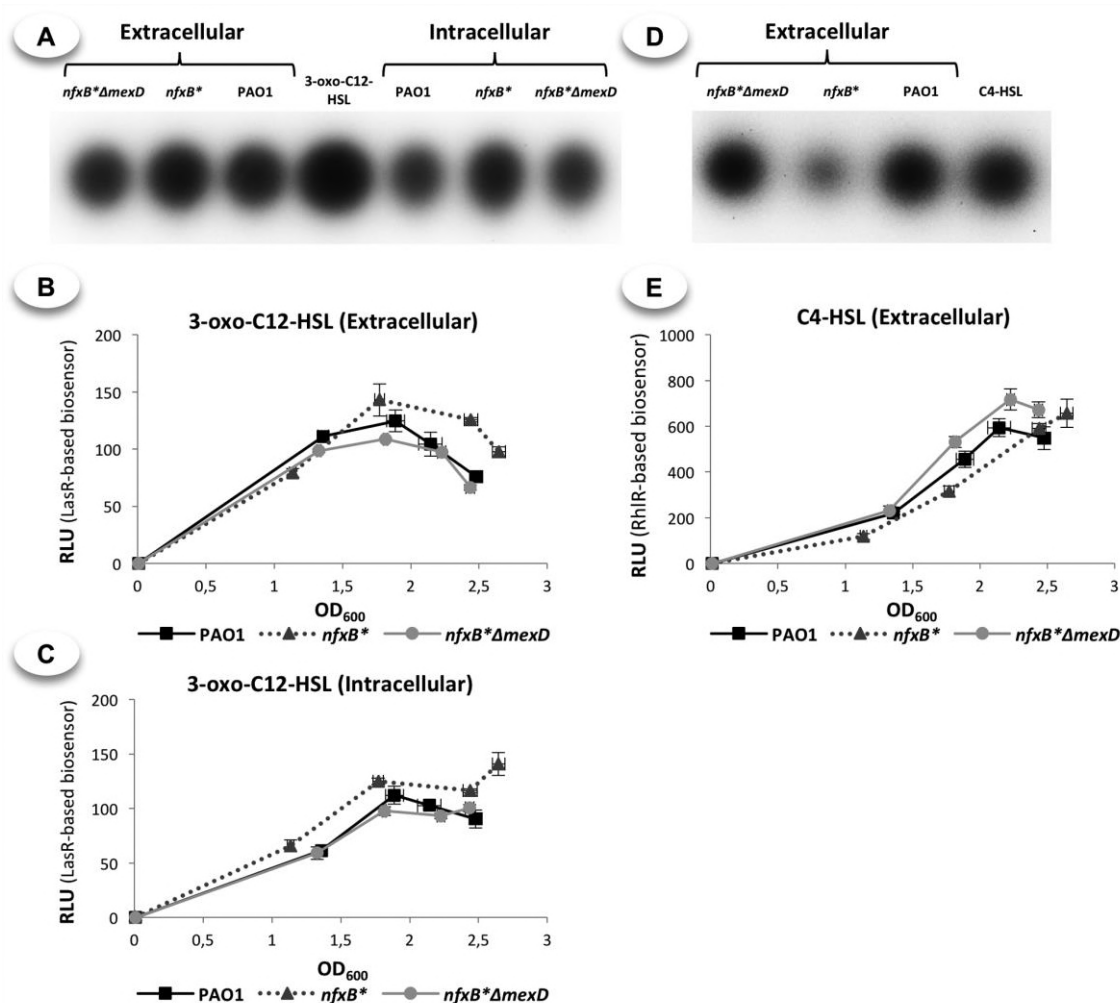 A
Extracellular
Intracellular
nfxB*ΔmexD
nfxB*
PAO1
3-oxo-C12-
HSL
PAO1
nfxB*
nfxB*ΔmexD
D
Extracellular
nfxB*ΔmexD
nfxB*
PAO1
C4-HSL
B
3-oxo-C12-HSL (Extracellular)
RLU (LasR-based biosensor)
200
150
100
50
0
0 0,5 1 1,5 2 2,5 3
OD600
PAO1 nfxB* nfxB*ΔmexD
E
C4-HSL (Extracellular)
RLU (RhlR-based biosensor)
1000
800
600
400
200
0
0 0,5 1 1,5 2 2,5 3
OD600
PAO1 nfxB* nfxB*ΔmexD
C
3-oxo-C12-HSL (Intracellular)
RLU (LasR-based biosensor)
200
150
100
50
0
0 0,5 1 1,5 2 2,5 3
OD600
PAO1 nfxB* nfxB*ΔmexD